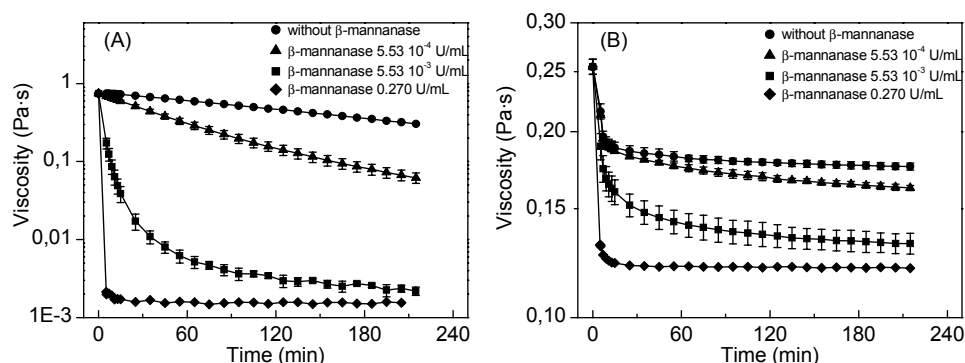 (A)
● without β-mannanase
▲ β-mannanase 5.53 10⁻⁴ U/mL
■ β-mannanase 5.53 10⁻³ U/mL
◆ β-mannanase 0.270 U/mL
Viscosity (Pa·s)
1
0,1
0,01
1E-3
0 60 120 180 240
Time (min)
(B)
● without β-mannanase
▲ β-mannanase 5.53 10⁻⁴ U/mL
■ β-mannanase 5.53 10⁻³ U/mL
◆ β-mannanase 0.270 U/mL
Viscosity (Pa·s)
0,30
0,25
0,20
0,15
0,10
0 60 120 180 240
Time (min)